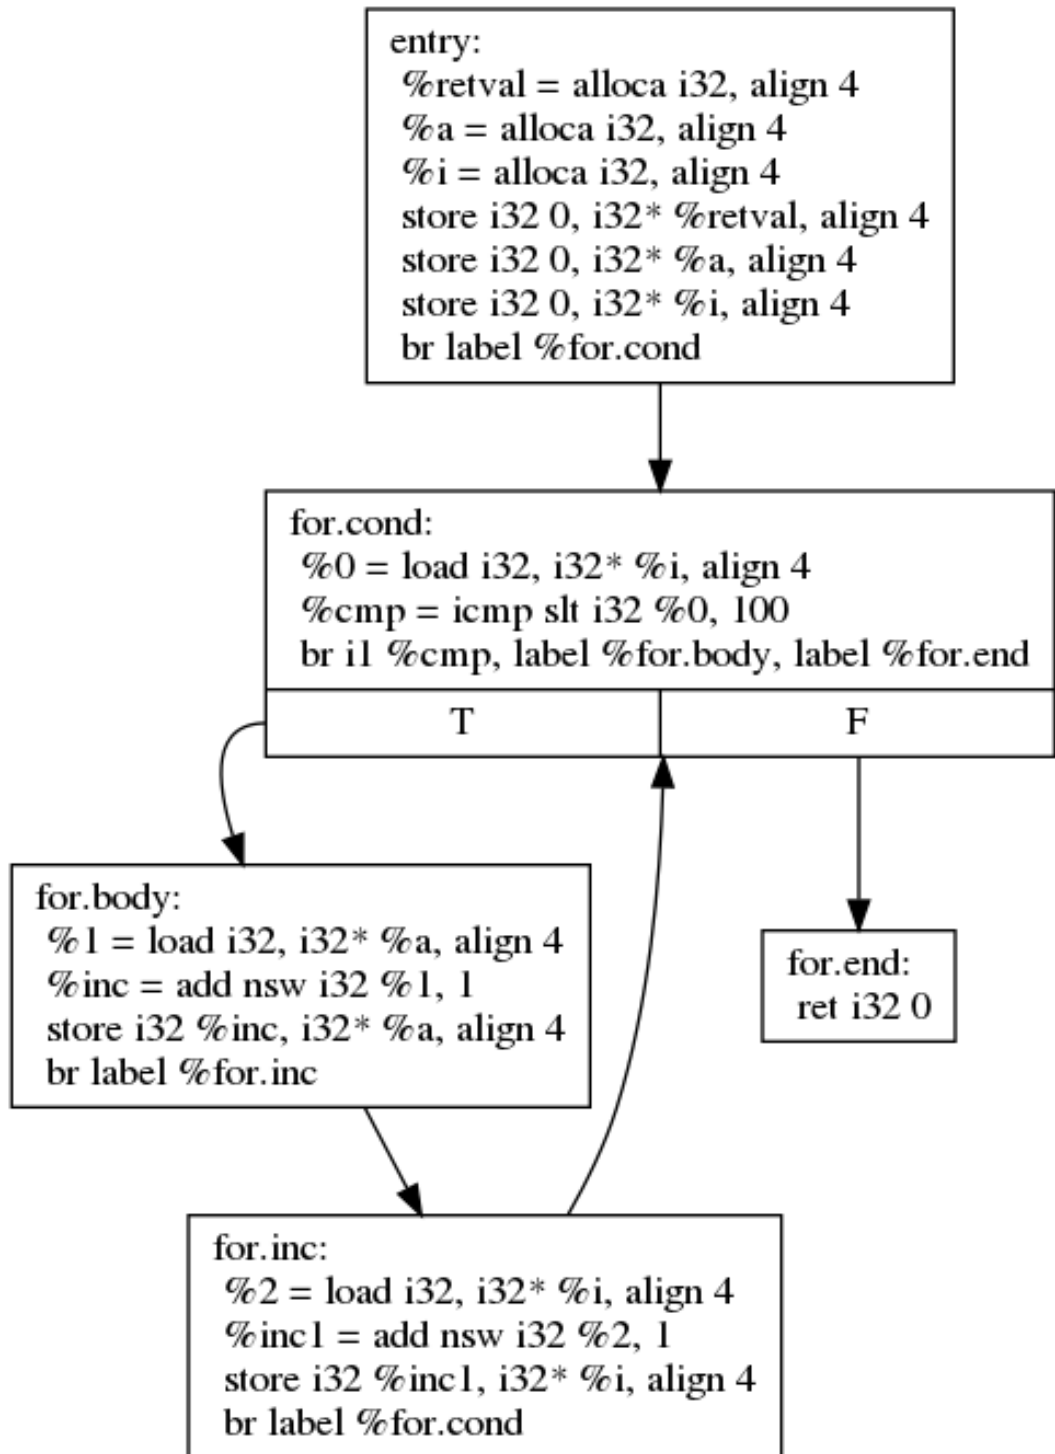 entry:
%retval = alloca i32, align 4
%a = alloca i32, align 4
%i = alloca i32, align 4
store i32 0, i32* %retval, align 4
store i32 0, i32* %a, align 4
store i32 0, i32* %i, align 4
br label %for.cond
for.cond:
%0 = load i32, i32* %i, align 4
%cmp = icmp slt i32 %0, 100
br i1 %cmp, label %for.body, label %for.end
T
F
for.body:
%1 = load i32, i32* %a, align 4
%inc = add nsw i32 %1, 1
store i32 %inc, i32* %a, align 4
br label %for.inc
for.end:
ret i32 0
for.inc:
%2 = load i32, i32* %i, align 4
%inc1 = add nsw i32 %2, 1
store i32 %inc1, i32* %i, align 4
br label %for.cond